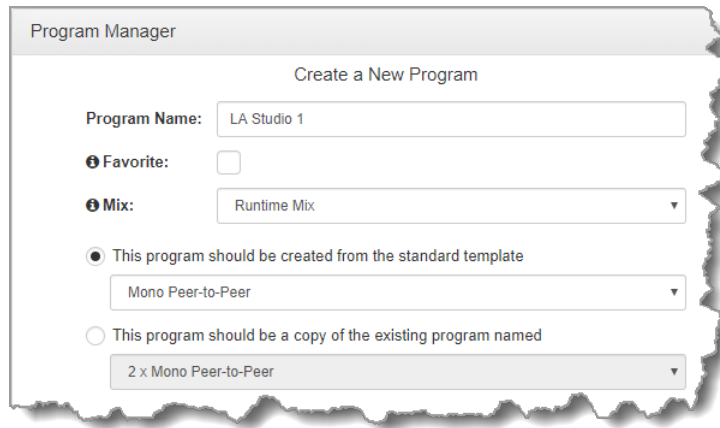 Program Manager
Create a New Program
Program Name: LA Studio 1
Favorite:
Mix: Runtime Mix
This program should be created from the standard template
Mono Peer-to-Peer
This program should be a copy of the existing program named
2 x Mono Peer-to-Peer